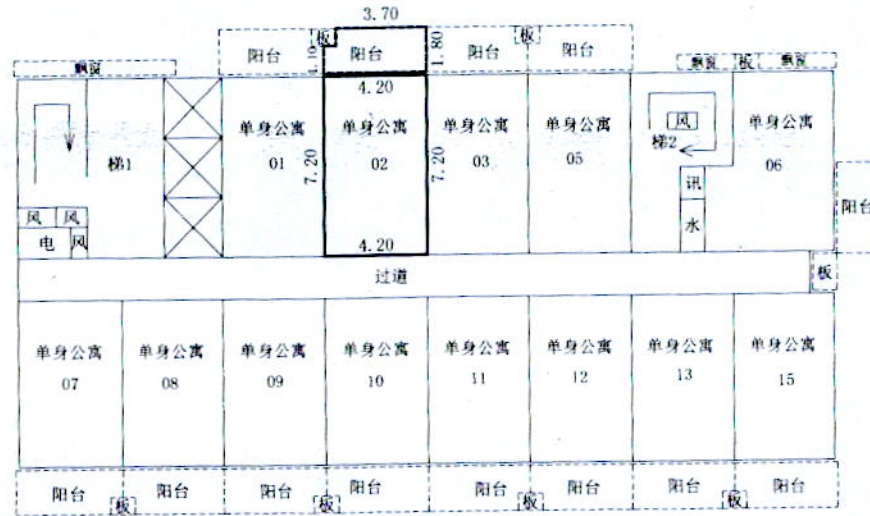 3.70
阳台 板 阳台 板 阳台 阳台
1.10 1.80
飘窗 飘窗 板 飘窗
4.20
单身公寓 单身公寓 单身公寓 单身公寓 风 单身公寓
梯1 01 7.20 02 7.20 03 05 梯2 06
讯
阳台
风 风 水
电 风 4.20
过道 板
单身公寓 单身公寓 单身公寓 单身公寓 单身公寓 单身公寓 单身公寓 单身公寓
07 08 09 10 11 12 13 15
阳台 板 阳台 阳台 板 阳台 阳台 板 阳台 阳台 板 阳台